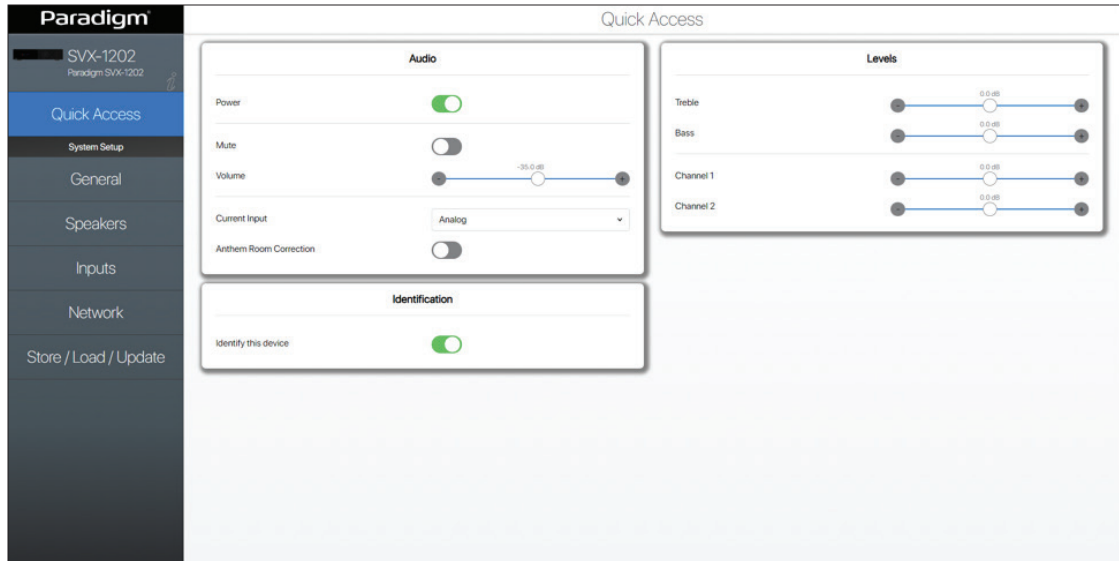 Paradigm®
Quick Access
SVX-1202
Paradigm SVX-1202
Quick Access
System Setup
General
Speakers
Inputs
Network
Store / Load / Update
Audio
Power
Mute
Volume
-35.0 dB
- +
Current Input
Analog
Anthem Room Correction
Identification
Identify this device
Levels
Treble
0.0 dB
- +
Bass
0.0 dB
- +
Channel 1
0.0 dB
- +
Channel 2
0.0 dB
- +